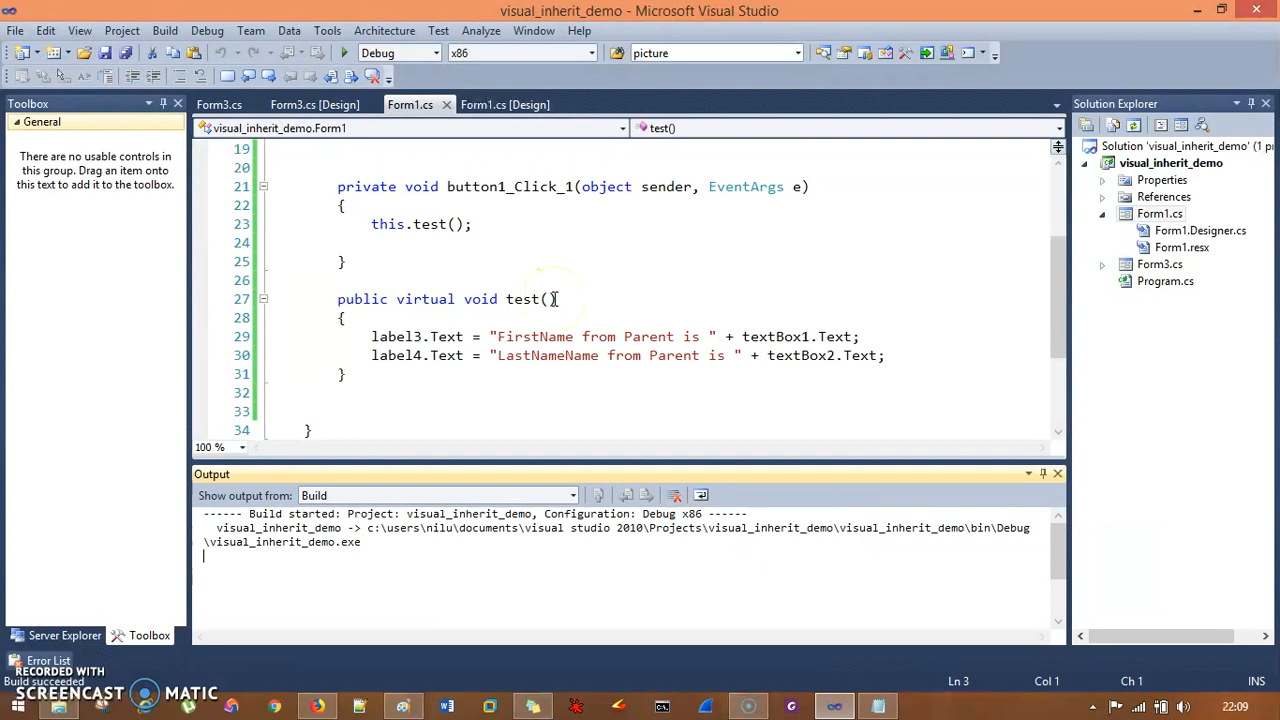 visual_inherit_demo - Microsoft Visual Studio
File Edit View Project Build Debug Team Data Tools Architecture Test Analyze Window Help
Debug x86 picture
Toolbox
General
There are no usable controls in
this group. Drag an item onto
this text to add it to the toolbox.
Server Explorer Toolbox
Form3.cs Form3.cs [Design] Form1.cs Form1.cs [Design]
visual_inherit_demo.Form1 test()
19
20
21 private void button1_Click_1(object sender, EventArgs e)
22 {
23 this.test();
24
25 }
26
27 public virtual void test()
28 {
29 label3.Text = "FirstName from Parent is " + textBox1.Text;
30 label4.Text = "LastNameName from Parent is " + textBox2.Text;
31 }
32
33
34 }
100 %
Output
Show output from: Build
------ Build started: Project: visual_inherit_demo, Configuration: Debug x86 ------
visual_inherit_demo -> c:\users\nilu\documents\visual studio 2010\Projects\visual_inherit_demo\visual_inherit_demo\bin\Debug
\visual_inherit_demo.exe
Solution Explorer
Solution 'visual_inherit_demo' (1 p
visual_inherit_demo
Properties
References
Form1.cs
Form1.Designer.cs
Form1.resx
Form3.cs
Program.cs
Error List
Build succeeded
Ln 3 Col 1 Ch 1 INS
RECORDED WITH
SCREENCAST MATIC
22:09